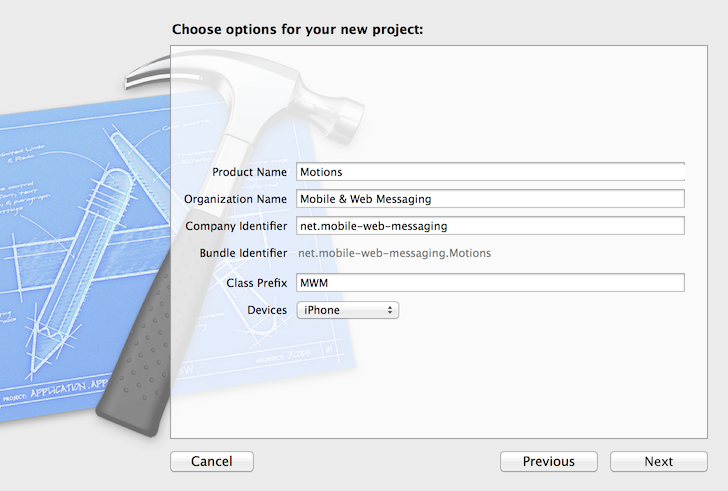 Choose options for your new project:
Product Name Motions
Organization Name Mobile & Web Messaging
Company Identifier net.mobile-web-messaging
Bundle Identifier net.mobile-web-messaging.Motions
Class Prefix MWM
Devices iPhone
PROJECT: APPLICATION.APP
Cancel Previous Next